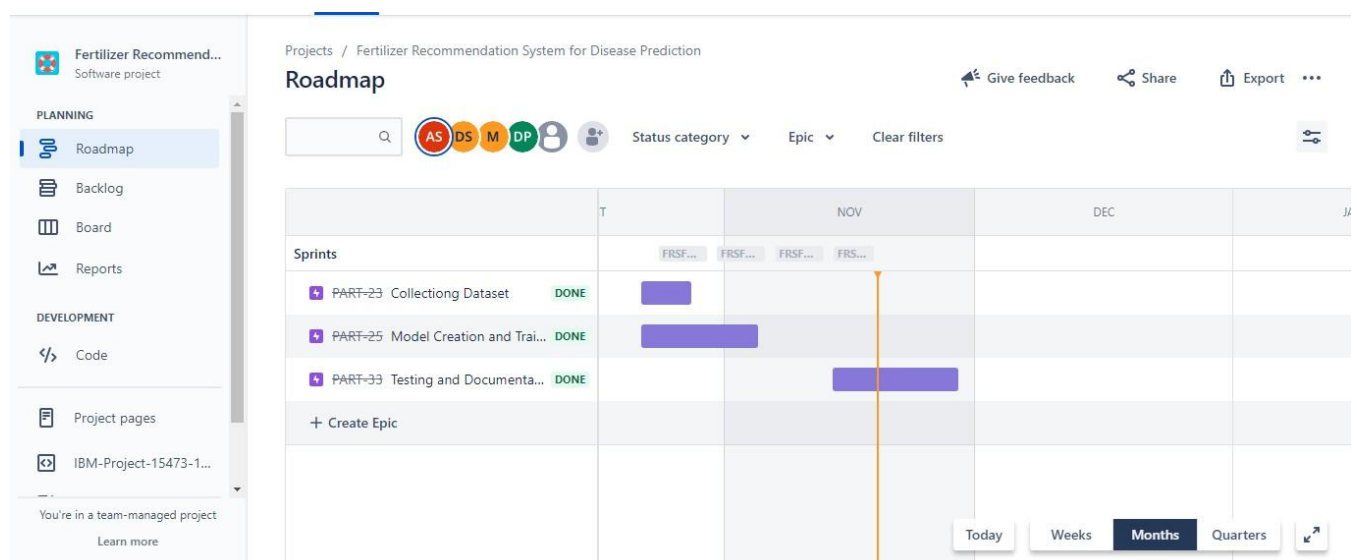 Fertilizer Recommend...
Software project
PLANNING
Roadmap
Backlog
Board
Reports
DEVELOPMENT
Code
Project pages
IBM-Project-15473-1...
You're in a team-managed project
Learn more
Projects / Fertilizer Recommendation System for Disease Prediction
Roadmap
Give feedback
Share
Export
AS DS M DP
Status category
Epic
Clear filters
T NOV DEC JA
Sprints FRSF... FRSF... FRSF... FRS...
PART-23 Collectiong Dataset DONE
PART-25 Model Creation and Trai... DONE
PART-33 Testing and Documenta... DONE
+ Create Epic
Today Weeks Months Quarters